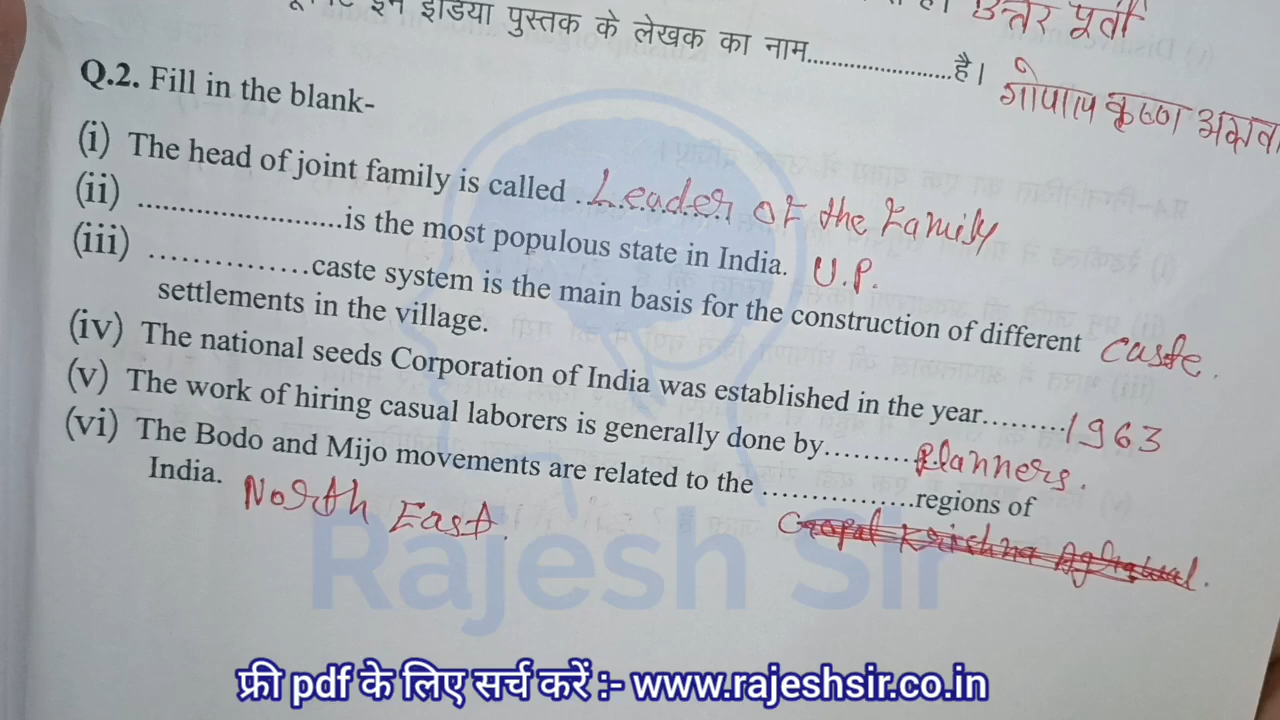 इन इंडिया पुस्तक के लेखक का नाम........................है। गोपाल कृष्ण
उत्तर पूर्वी
Q.2. Fill in the blank-
(i) The head of joint family is called .............. Leader of the Family
(ii) ........................is the most populous state in India. U.P.
(iii) ...............caste system is the main basis for the construction of different caste.
settlements in the village.
(iv) The national seeds Corporation of India was established in the year.........1963
(v) The work of hiring casual laborers is generally done by.........Planners.
(vi) The Bodo and Mijo movements are related to the ................regions of
India. North East.
Rajesh Sir
फ्री pdf के लिए सर्च करें :- www.rajeshsir.co.in